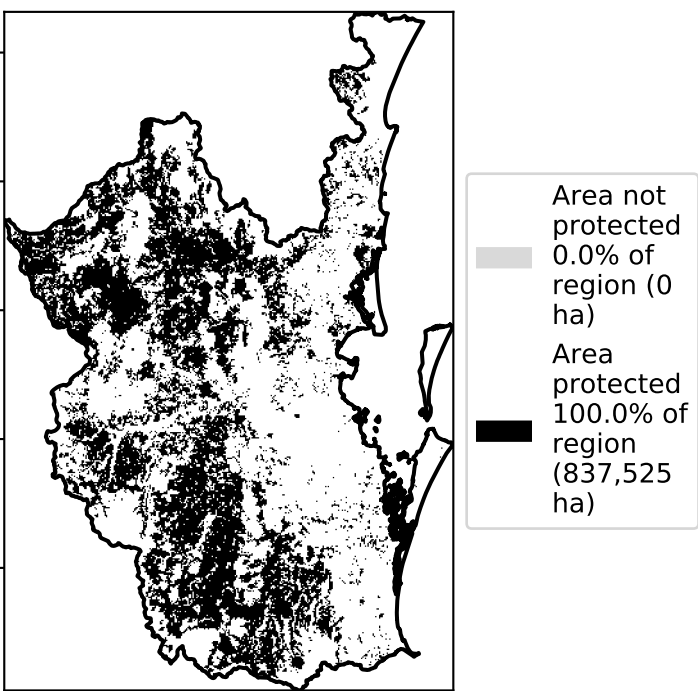 Area not
protected
0.0% of
region (0
ha)
Area
protected
100.0% of
region
(837,525
ha)